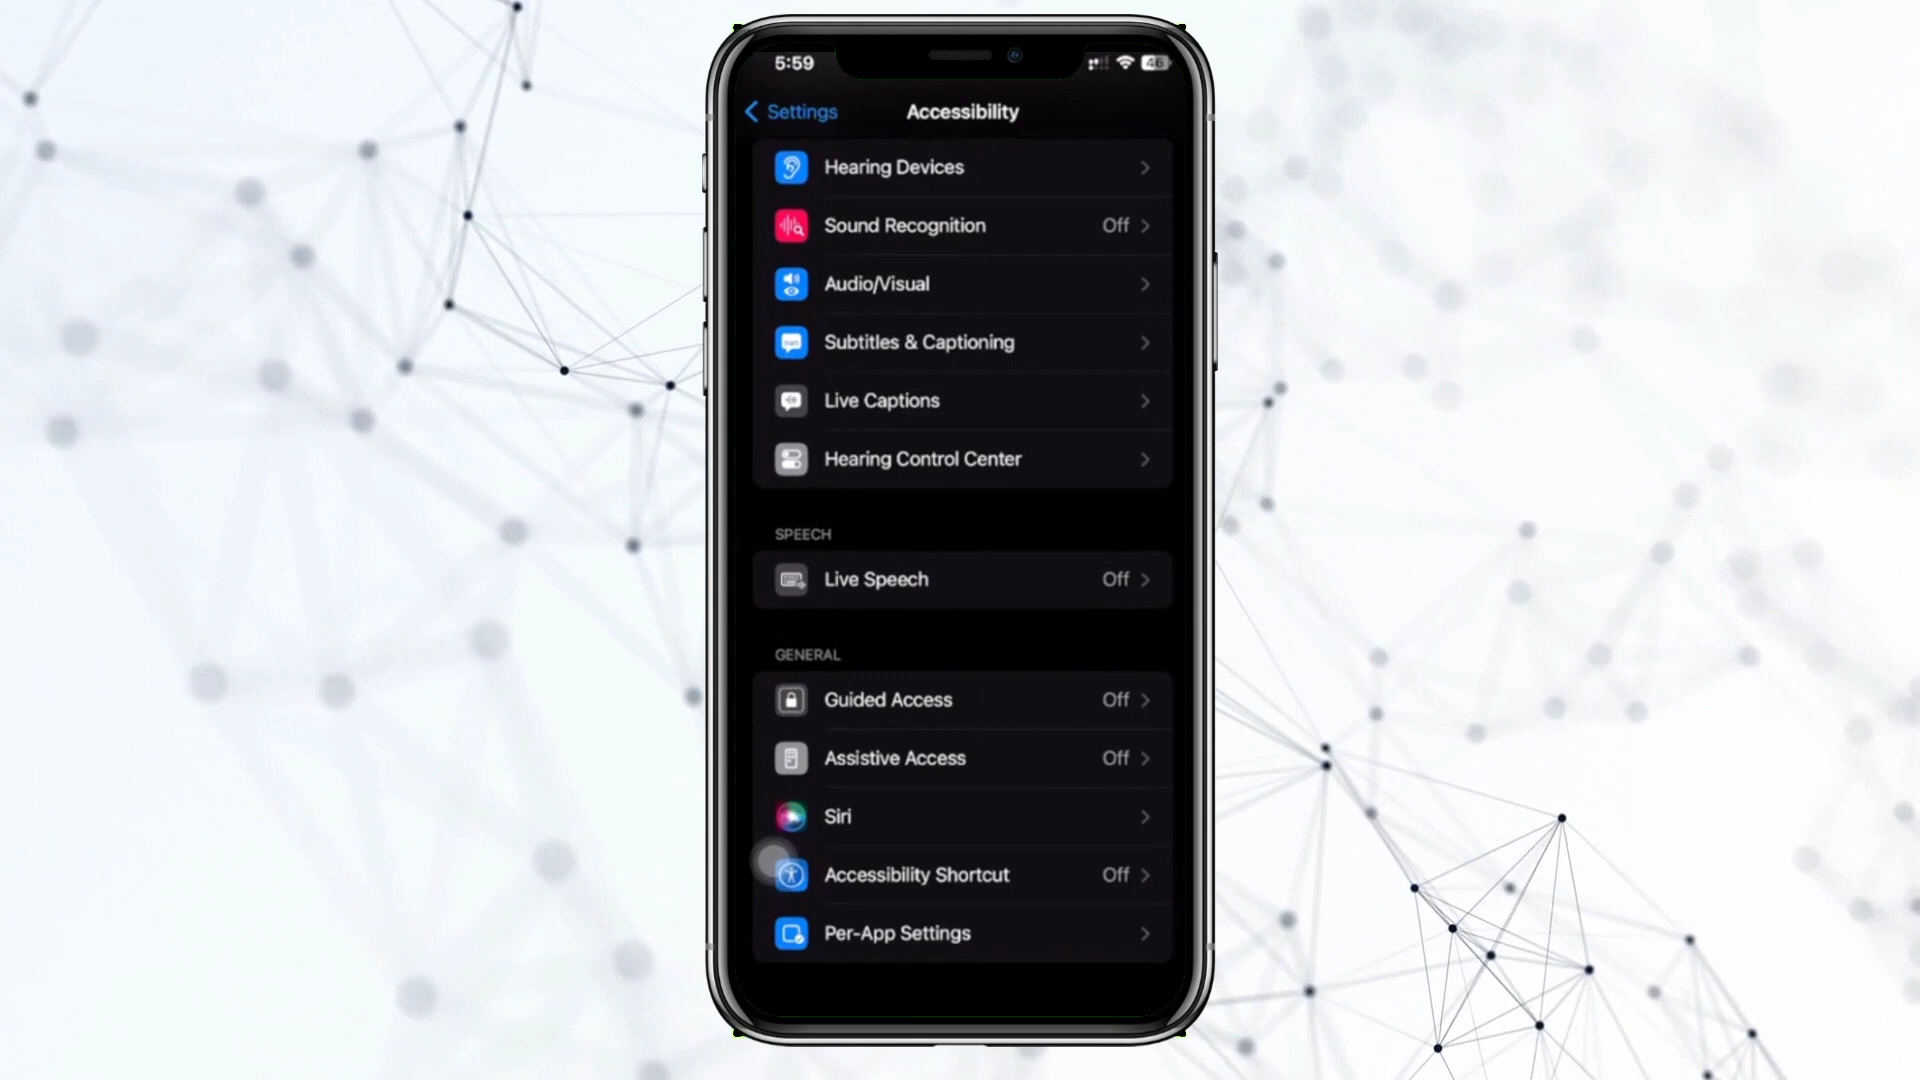 5:59
46
Settings
Accessibility
Hearing Devices
Sound Recognition Off
Audio/Visual
Subtitles & Captioning
Live Captions
Hearing Control Center
SPEECH
Live Speech Off
GENERAL
Guided Access Off
Assistive Access Off
Siri
Accessibility Shortcut Off
Per-App Settings